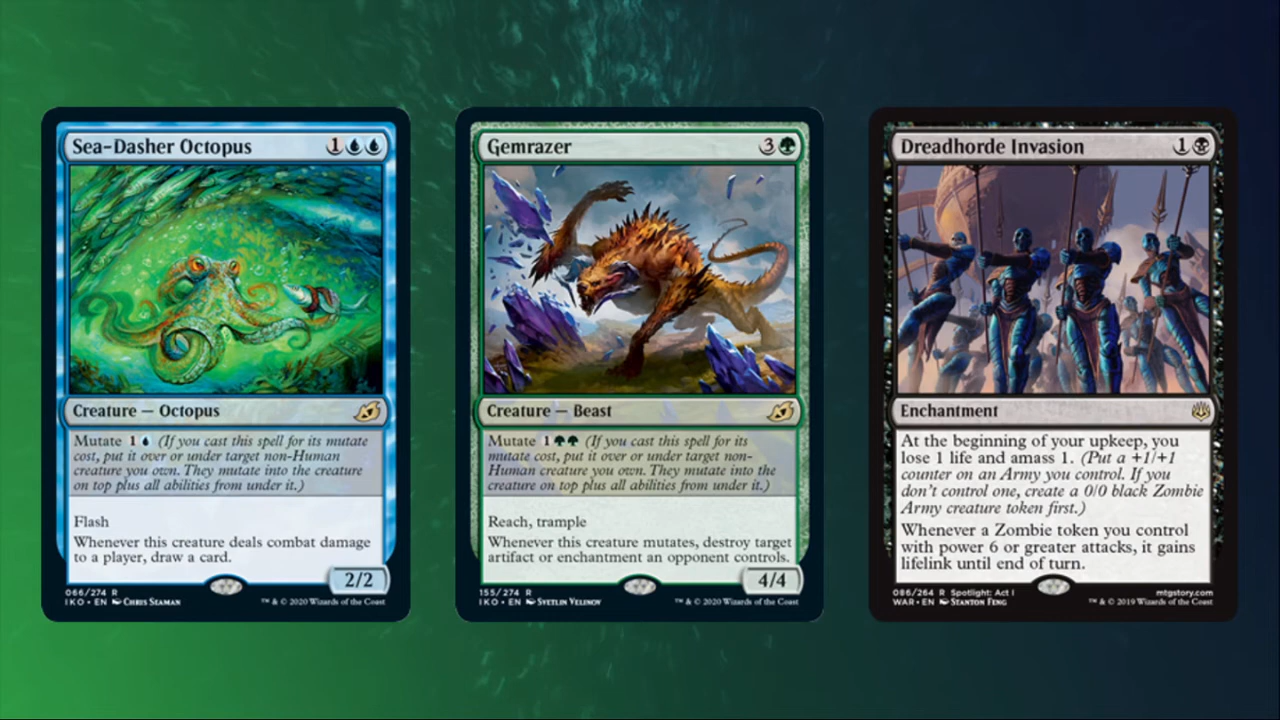 Sea-Dasher Octopus 1
Creature — Octopus
Mutate 1 (If you cast this spell for its mutate
cost, put it over or under target non-Human
creature you own. They mutate into the creature
on top plus all abilities from under it.)
Flash
Whenever this creature deals combat damage
to a player, draw a card.
2/2
066/274 R
IKO • EN Chris Seaman
™ & © 2020 Wizards of the Coast
Gemrazer 3
Creature — Beast
Mutate 1 (If you cast this spell for its
mutate cost, put it over or under target non-
Human creature you own. They mutate into the
creature on top plus all abilities from under it.)
Reach, trample
Whenever this creature mutates, destroy target
artifact or enchantment an opponent controls.
4/4
155/274 R
IKO • EN Svetlin Velinov
™ & © 2020 Wizards of the Coast
Dreadhorde Invasion 1
Enchantment
At the beginning of your upkeep, you
lose 1 life and amass 1. (Put a +1/+1
counter on an Army you control. If you
don't control one, create a 0/0 black Zombie
Army creature token first.)
Whenever a Zombie token you control
with power 6 or greater attacks, it gains
lifelink until end of turn.
086/264 R Spotlight: Act I
WAR • EN Stanton Feng
mtgstory.com
™ & © 2019 Wizards of the Coast